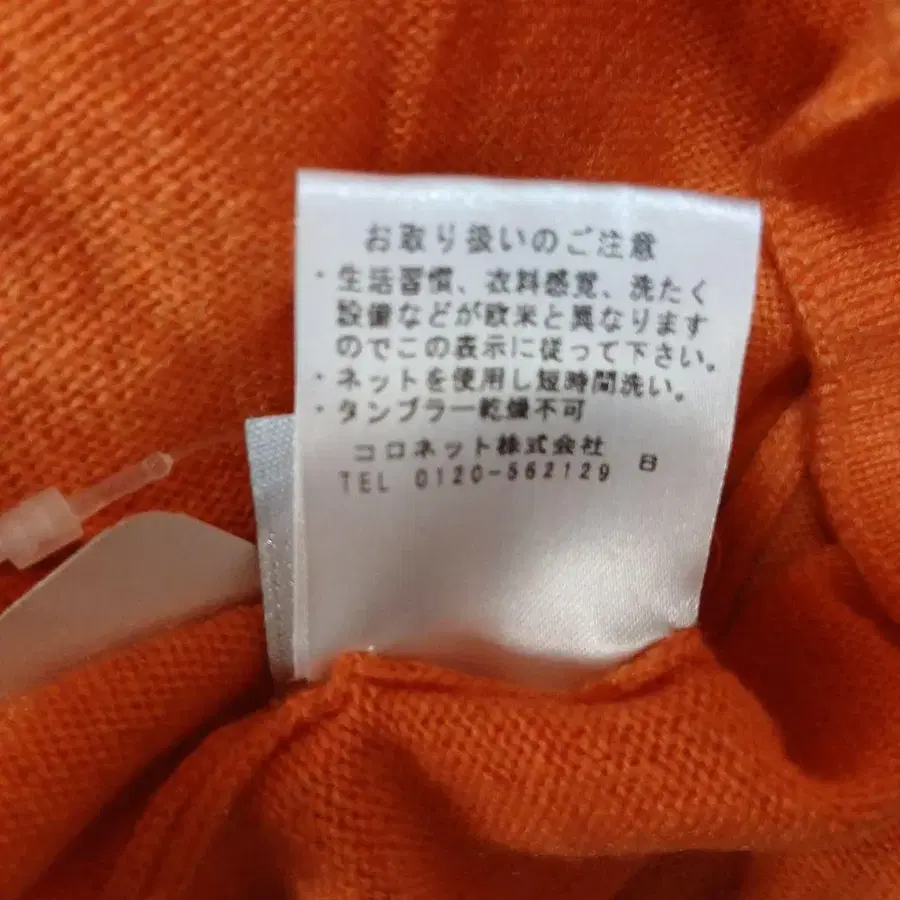 お取り扱いのご注意
・生活習慣、衣料感覚、洗たく
設備などが欧米と異なります
のでこの表示に従って下さい。
・ネットを使用し短時間洗い。
・タンブラー乾燥不可
コロネット株式会社
TEL 0120-562129 B